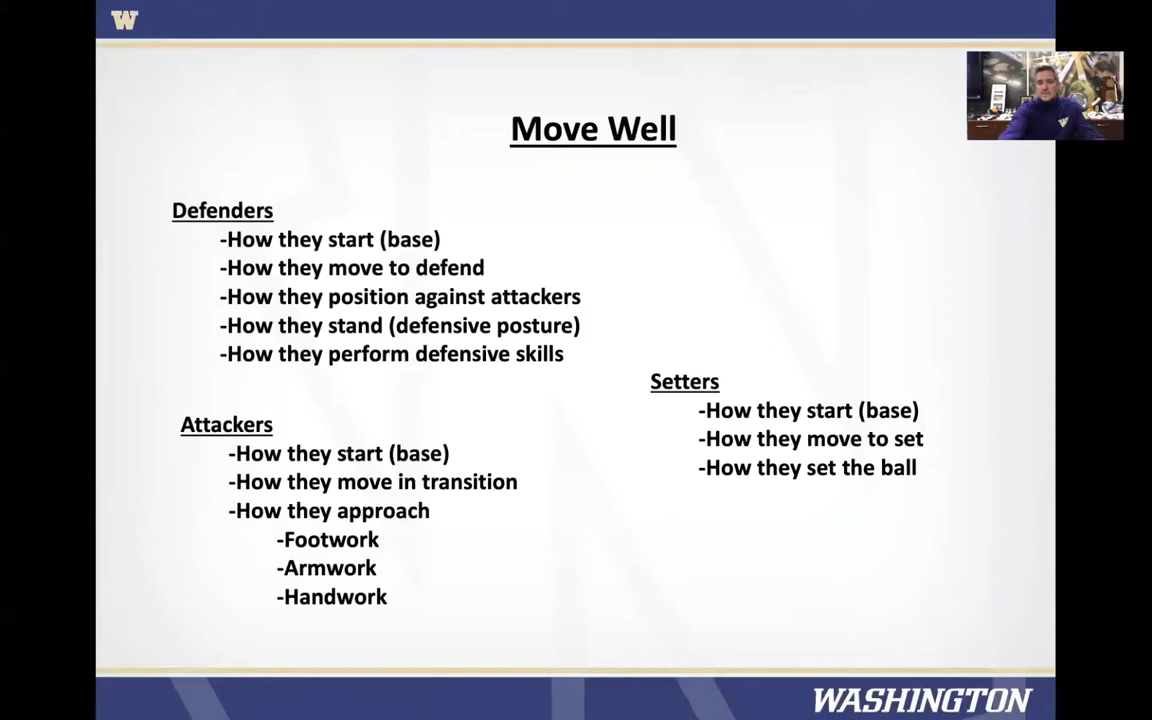 W
Move Well
Defenders
-How they start (base)
-How they move to defend
-How they position against attackers
-How they stand (defensive posture)
-How they perform defensive skills
Attackers
-How they start (base)
-How they move in transition
-How they approach
-Footwork
-Armwork
-Handwork
Setters
-How they start (base)
-How they move to set
-How they set the ball
WASHINGTON